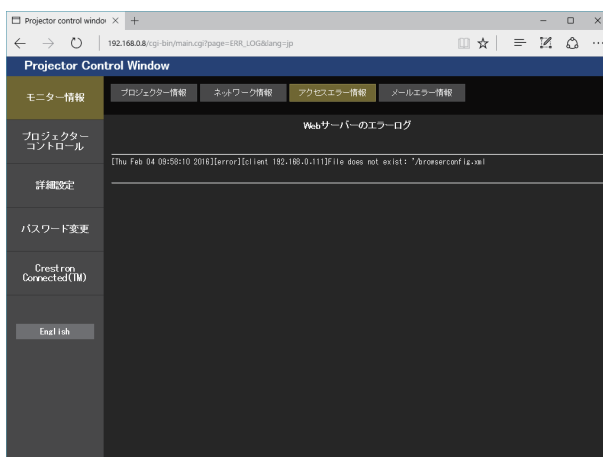 Projector control windov
192.168.0.8/cgi-bin/main.cgi?page=ERR_LOG&lang=jp
Projector Control Window
モニター情報
プロジェクター情報
ネットワーク情報
アクセスエラー情報
メールエラー情報
Webサーバーのエラーログ
プロジェクター
コントロール
[Thu Feb 04 09:58:10 2016][error][client 192.168.0.111]File does not exist: "/browserconfig.xml
詳細設定
パスワード変更
Crestron
Connected(TM)
English